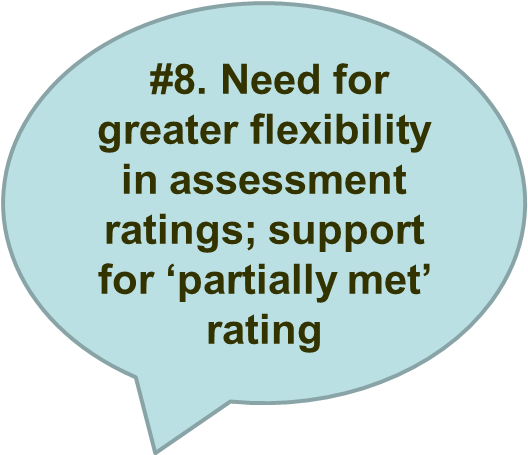 #8. Need for
greater flexibility
in assessment
ratings; support
for ‘partially met’
rating